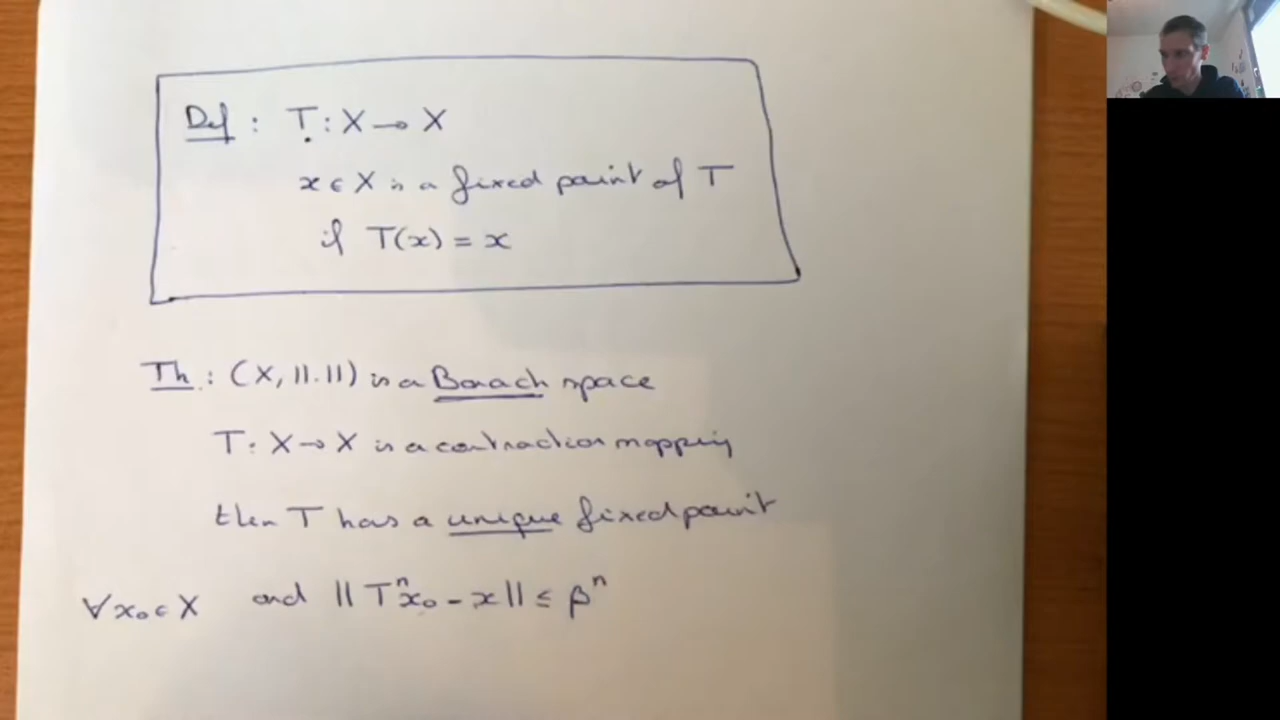 Def : T : X → X
x ∈ X is a fixed point of T
if T(x) = x
Th : (X, ||.||) is a Banach space
T : X → X is a contraction mapping
then T has a unique fixed point
∀ x₀ ∈ X and || Tⁿx₀ - x || ≤ βⁿ